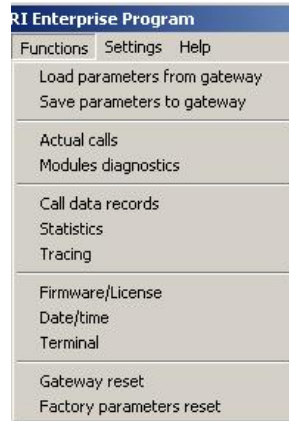 RI Enterprise Program
Functions Settings Help
Load parameters from gateway
Save parameters to gateway
Actual calls
Modules diagnostics
Call data records
Statistics
Tracing
Firmware/License
Date/time
Terminal
Gateway reset
Factory parameters reset